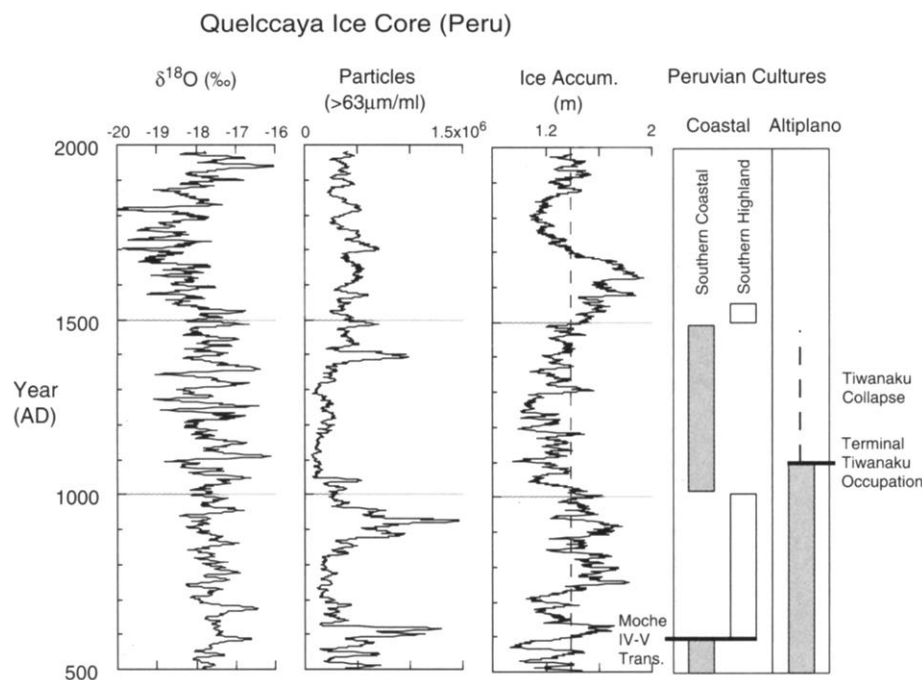 Quelccaya Ice Core (Peru)
δ18O (‰)
Particles
(>63μm/ml)
Ice Accum.
(m)
Peruvian Cultures
Coastal
Altiplano
-20 -19 -18 -17 -16
0 1.5x10^6
1.2 2
2000
1500
1000
500
Year
(AD)
Southern Coastal
Southern Highland
Tiwanaku
Collapse
Terminal
Tiwanaku
Occupation
Moche
IV-V
Trans.